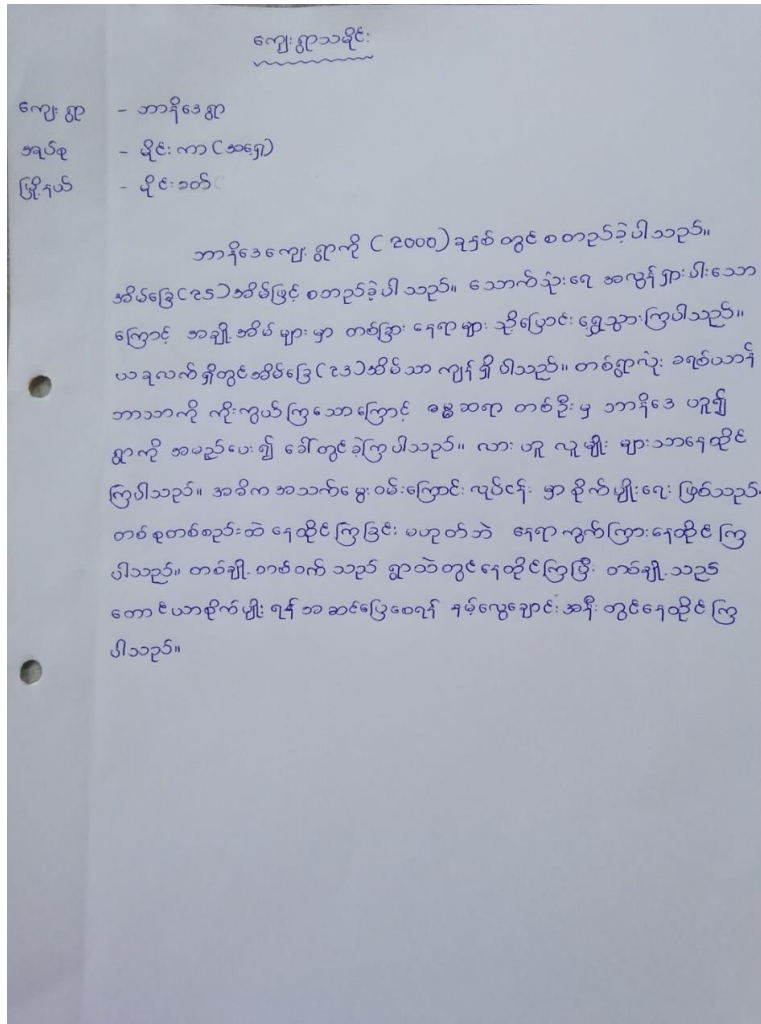 ကျေးရွာသမိုင်း
ကျေးရွာ - ဘာနိဒေရွာ
အုပ်စု - မိုင်းကာ (အရှေ့)
မြို့နယ် - မိုင်းခတ်
ဘာနိဒေကျေးရွာကို (2000) ခုနှစ်တွင် စတည်ခဲ့ပါသည်။
အိမ်ခြေ (25) အိမ်ဖြင့် စတည်ခဲ့ပါသည်။ သောက်သုံးရေ အလွန်ရှားပါးသော
ကြောင့် အချို့အိမ်များမှာ တစ်ခြားနေရာများသို့ပြောင်းရွှေ့သွားကြပါသည်။
ယခုလက်ရှိတွင်အိမ်ခြေ (23) အိမ်သာ ကျန်ရှိပါသည်။ တစ်ရွာလုံး ခရစ်ယာန်
ဘာသာကို ကိုးကွယ်ကြသောကြောင့် ဓမ္မဆရာ တစ်ဦးမှ ဘာနိဒေ ဟူ၍
ရွာကို အမည်ပေး၍ ခေါ်တွင်ခဲ့ကြပါသည်။ လားဟူ လူမျိုးများသာနေထိုင်
ကြပါသည်။ အဓိက အသက်မွေးဝမ်းကြောင်း လုပ်ငန်းမှာ စိုက်ပျိုးရေး ဖြစ်သည်.
တစ်စုတစ်စည်းထဲ နေထိုင်ကြခြင်း မဟုတ်ဘဲ နေရာကွက်ကြားနေထိုင်ကြ
ပါသည်။ တစ်ချို့တစ်ဝက်သည် ရွာထဲတွင်နေထိုင်ကြပြီး တစ်ချို့သည်
တောင်ယာစိုက်ပျိုးရန် အဆင်ပြေစေရန် နမ့်လွေချောင်းအနီးတွင်နေထိုင်ကြ
ပါသည်။